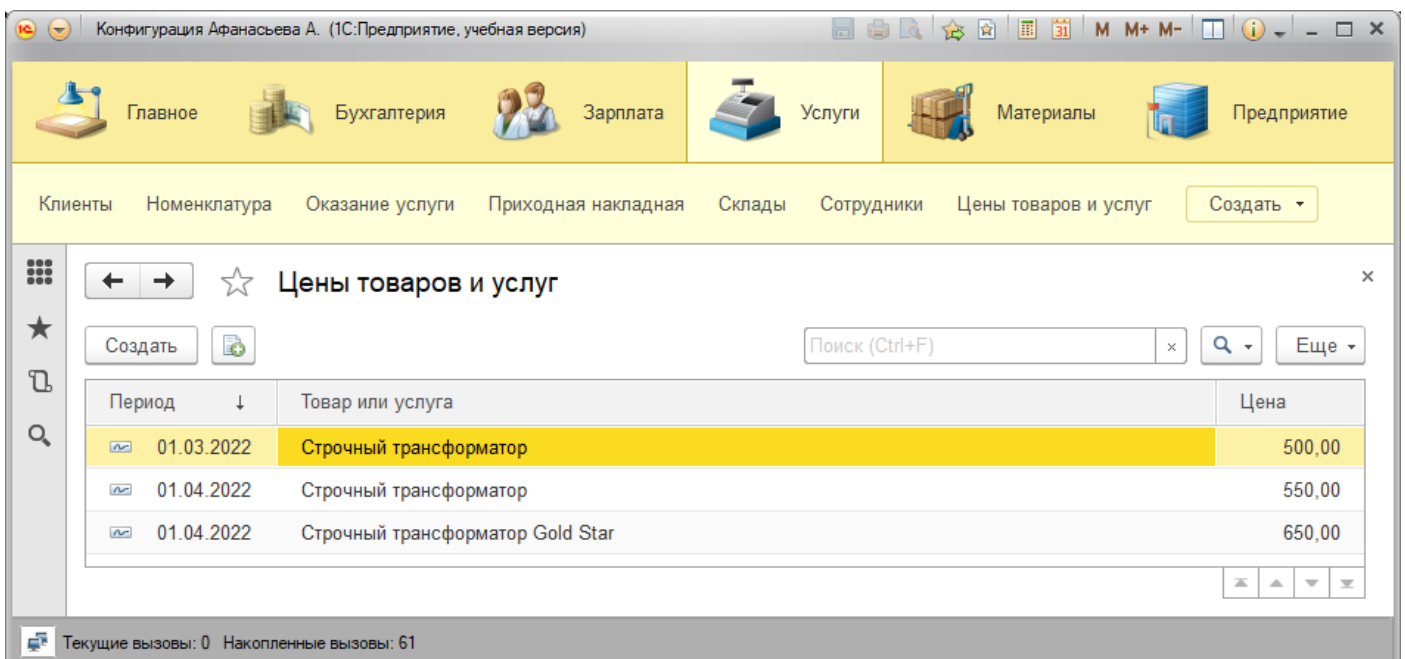 Конфигурация Афанасьева А. (1С:Предприятие, учебная версия)
31 M M+ M-
Главное Бухгалтерия Зарплата Услуги Материалы Предприятие
Клиенты Номенклатура Оказание услуги Приходная накладная Склады Сотрудники Цены товаров и услуг Создать
Цены товаров и услуг
Создать Поиск (Ctrl+F) Еще
Период Товар или услуга Цена
01.03.2022 Строчный трансформатор 500,00
01.04.2022 Строчный трансформатор 550,00
01.04.2022 Строчный трансформатор Gold Star 650,00
Текущие вызовы: 0 Накопленные вызовы: 61